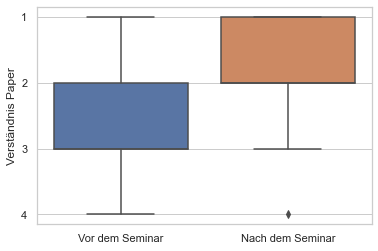 Verständnis Paper
1
2
3
4
Vor dem Seminar
Nach dem Seminar